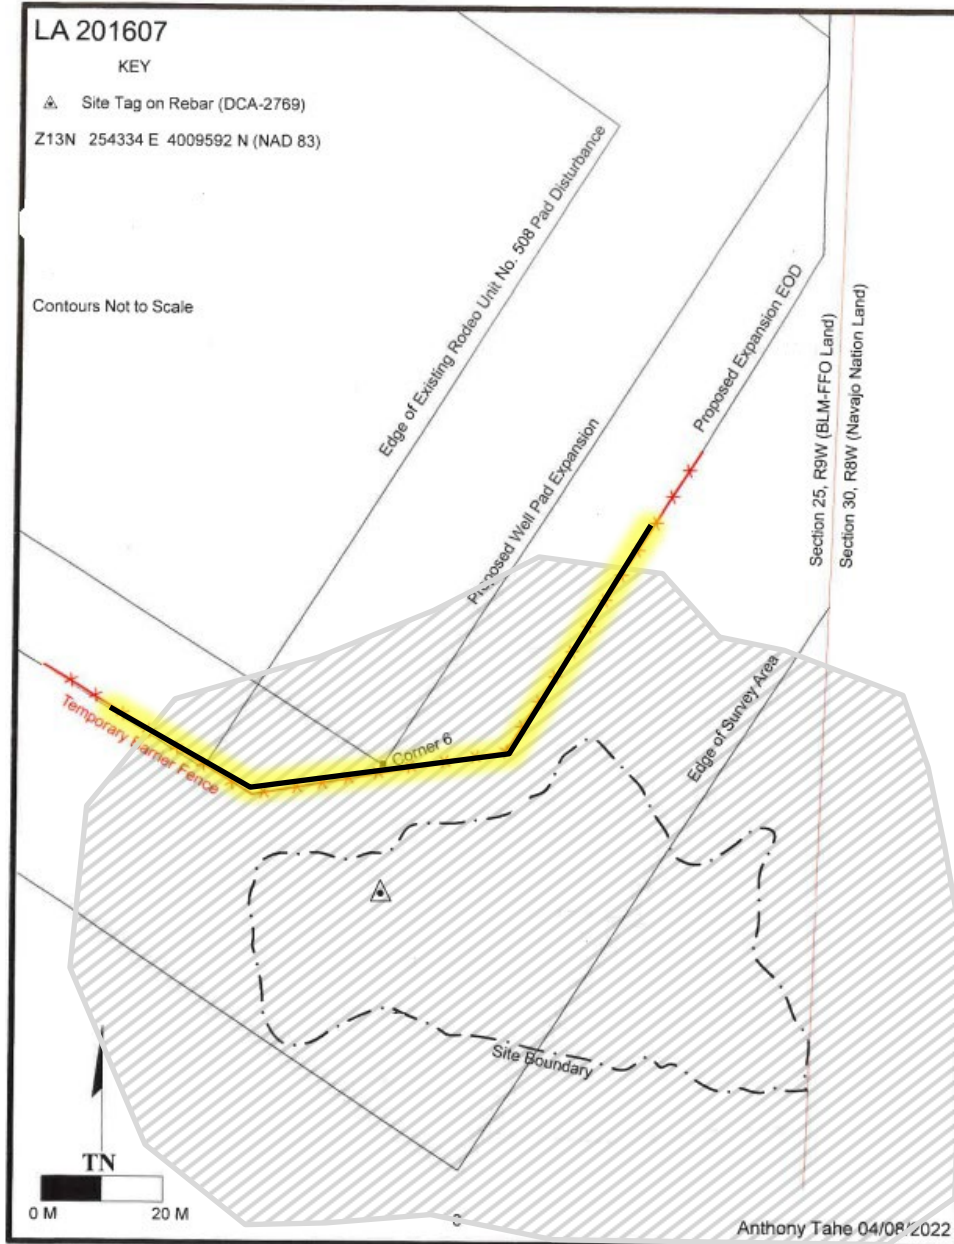 LA 201607
KEY
Site Tag on Rebar (DCA-2769)
Z13N 254334 E 4009592 N (NAD 83)
Edge of Existing Rodeo Unit No. 508 Pad Disturbance
Contours Not to Scale
Proposed Expansion EOD
Section 25, R9W (BLM-FFO Land)
Section 30, R8W (Navajo Nation Land)
Proposed Well Pad Expansion
Temporary Barrier Fence
Corner 6
Edge of Survey Area
Site Boundary
TN
0 M 20 M
Anthony Tahe 04/08/2022